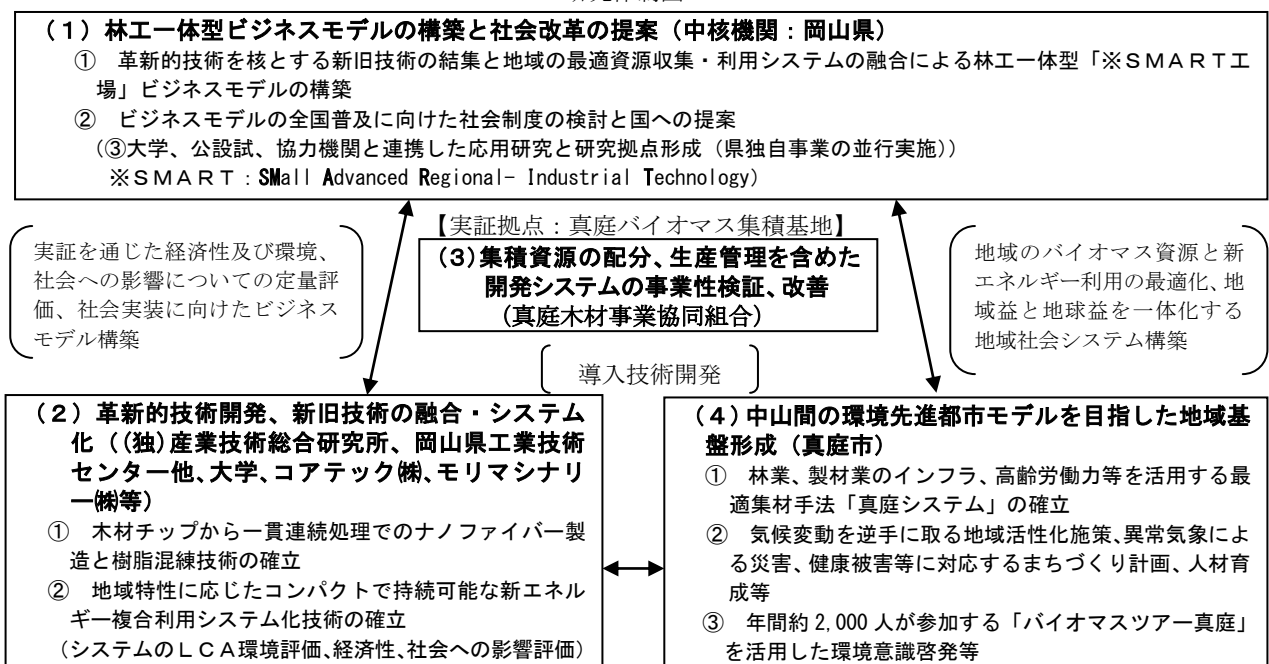 （１）林工一体型ビジネスモデルの構築と社会改革の提案（中核機関：岡山県）
① 革新的技術を核とする新旧技術の結集と地域の最適資源収集・利用システムの融合による林工一体型「※ＳＭＡＲＴ工
場」ビジネスモデルの構築
② ビジネスモデルの全国普及に向けた社会制度の検討と国への提案
（③大学、公設試、協力機関と連携した応用研究と研究拠点形成（県独自事業の並行実施））
※ＳＭＡＲＴ：SMall Advanced Regional- Industrial Technology）
【実証拠点：真庭バイオマス集積基地】
（３）集積資源の配分、生産管理を含めた
開発システムの事業性検証、改善
（真庭木材事業協同組合）
実証を通じた経済性及び環境、
社会への影響についての定量評
価、社会実装に向けたビジネス
モデル構築
地域のバイオマス資源と新
エネルギー利用の最適化、地
域益と地球益を一体化する
地域社会システム構築
導入技術開発
（２）革新的技術開発、新旧技術の融合・システム
化（（独）産業技術総合研究所、岡山県工業技術
センター他、大学、コアテック㈱、モリマシナリ
ー㈱等）
① 木材チップから一貫連続処理でのナノファイバー製
造と樹脂混練技術の確立
② 地域特性に応じたコンパクトで持続可能な新エネル
ギー複合利用システム化技術の確立
（システムのＬＣＡ環境評価、経済性、社会への影響評価）
（４）中山間の環境先進都市モデルを目指した地域基
盤形成（真庭市）
① 林業、製材業のインフラ、高齢労働力等を活用する最
適集材手法「真庭システム」の確立
② 気候変動を逆手に取る地域活性化施策、異常気象によ
る災害、健康被害等に対応するまちづくり計画、人材育
成等
③ 年間約 2,000 人が参加する「バイオマスツアー真庭」
を活用した環境意識啓発等